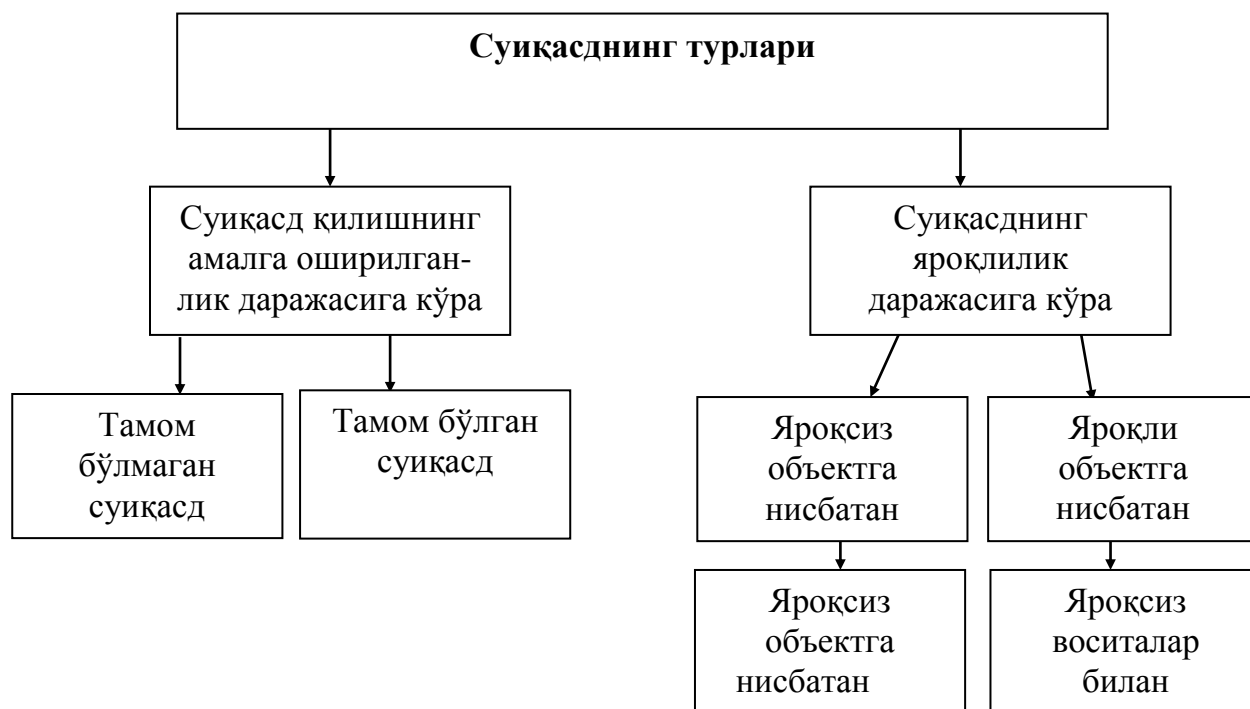 Суиқасднинг турлари
Суиқасд қилишнинг
амалга оширилган-
лик даражасига кўра
Суиқасднинг
яроқлилик
даражасига кўра
Тамом
бўлмаган
суиқасд
Тамом бўлган
суиқасд
Яроқсиз
объектга
нисбатан
Яроқли
объектга
нисбатан
Яроқсиз
объектга
нисбатан
Яроқсиз
воситалар
билан